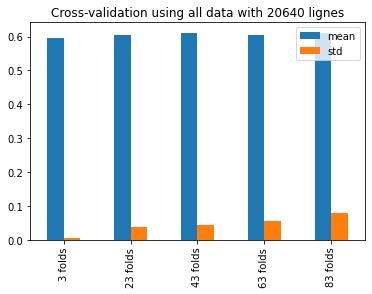 Cross-validation using all data with 20640 lignes
0.6
0.5
0.4
0.3
0.2
0.1
0.0
mean
std
3 folds
23 folds
43 folds
63 folds
83 folds